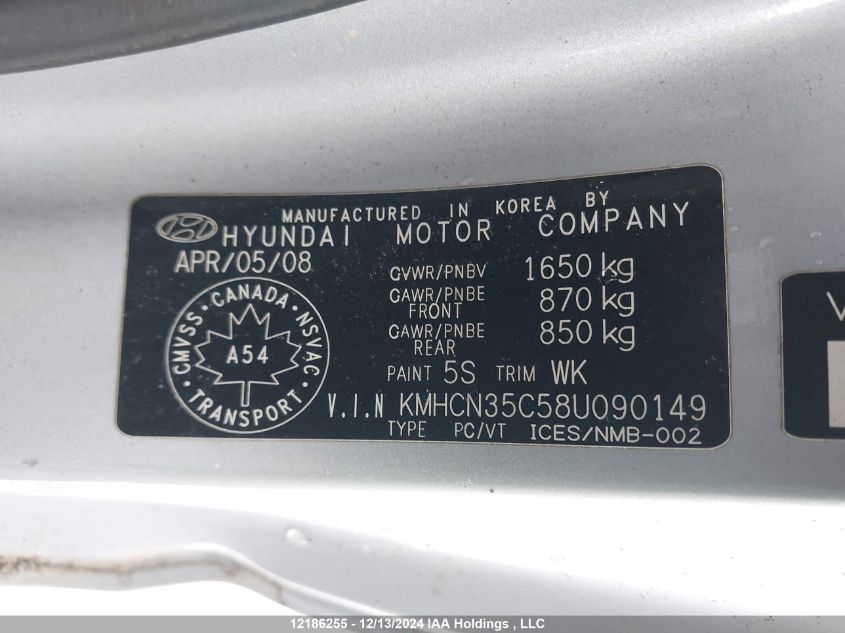 MANUFACTURED IN KOREA BY
HYUNDAI MOTOR COMPANY
APR/05/08
GVWR/PNBV 1650 kg
GAWR/PNBE FRONT 870 kg
GAWR/PNBE REAR 850 kg
PAINT 5S TRIM WK
V.I.N KMHCN35C58U090149
TYPE PC/VT ICES/NMB-002
CMVSS · CANADA · NSVAC · TRANSPORT
A54
V
12186255 - 12/13/2024 IAA Holdings , LLC